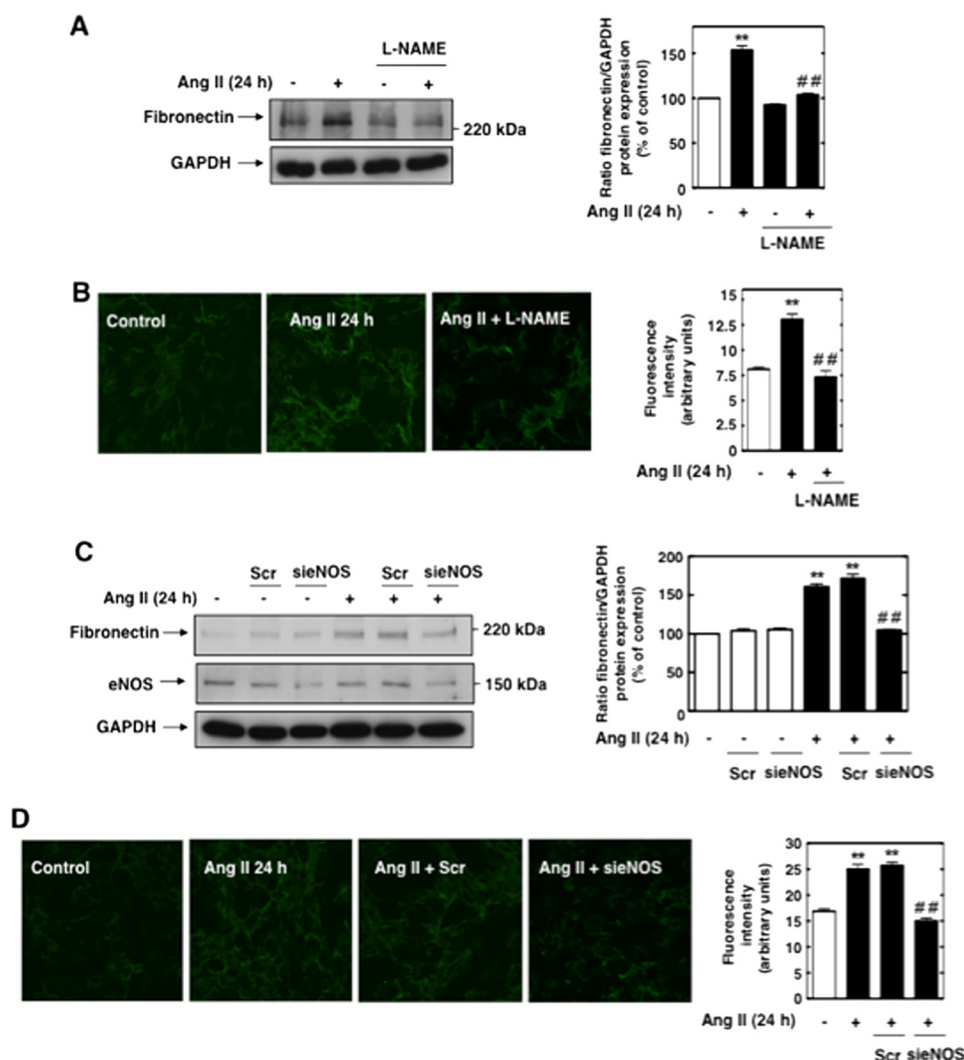 A
L-NAME
Ang II (24 h) - + - +
Fibronectin
220 kDa
GAPDH
Ratio fibronectin/GAPDH
protein expression
(% of control)
150
100
50
0
**
##
Ang II (24 h) - + - +
L-NAME
B
Control
Ang II 24 h
Ang II + L-NAME
Fluorescence
intensity
(arbitrary units)
15
12.5
10
7.5
5
2.5
0
**
##
Ang II (24 h) - + +
L-NAME
C
Scr sieNOS Scr sieNOS
Ang II (24 h) - - - + + +
Fibronectin
220 kDa
eNOS
150 kDa
GAPDH
Ratio fibronectin/GAPDH
protein expression
(% of control)
200
150
100
50
0
**
**
##
Ang II (24 h) - - - + + +
Scr sieNOS Scr sieNOS
D
Control
Ang II 24 h
Ang II + Scr
Ang II + sieNOS
Fluorescence
intensity
(arbitrary units)
30
25
20
15
10
5
0
**
**
##
Ang II (24 h) - + + +
Scr sieNOS